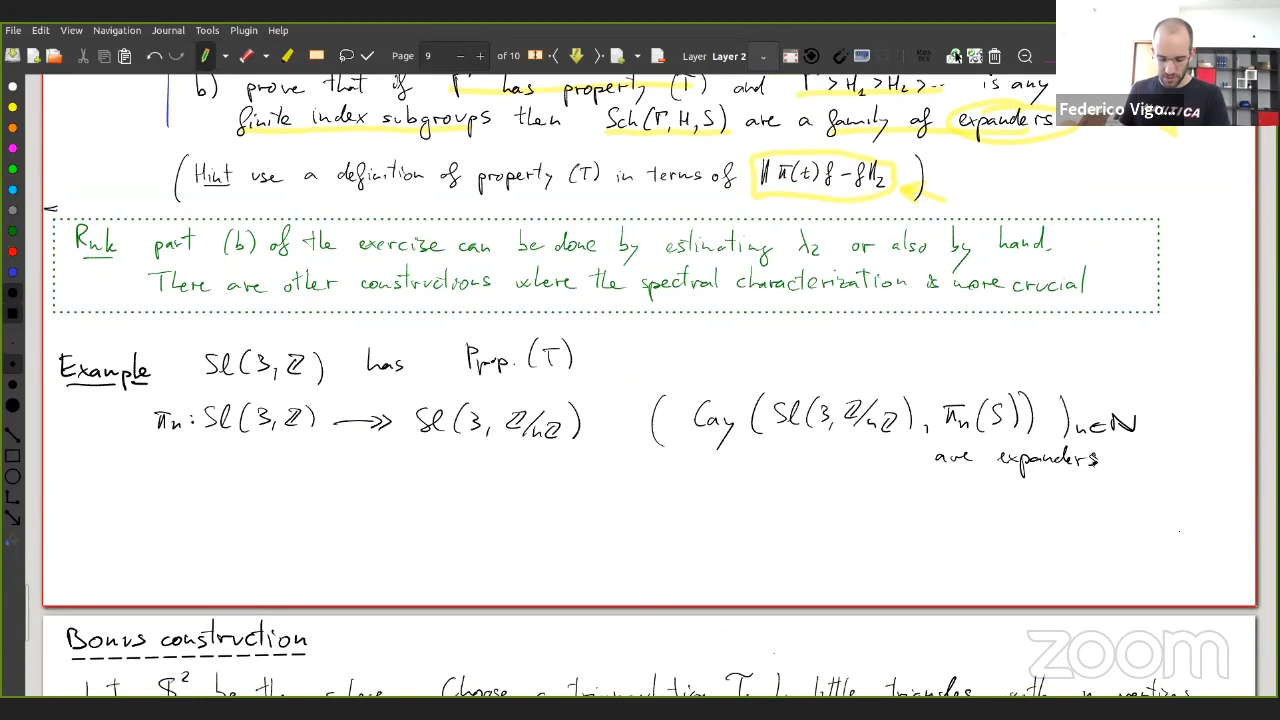 File Edit View Navigation Journal Tools Plugin Help
Page 9 of 10 Layer Layer 2
b) prove that if Γ has property (T) and Γ > H₁ > H₂ > ... is any
finite index subgroups then Sch(Γ, H, S) are a family of expanders
Federico Vigo...
(Hint use a definition of property (T) in terms of ‖π(t)f - f‖₂)
Rmk part (b) of the exercise can be done by estimating λ₂ or also by hand.
There are other constructions where the spectral characterization is more crucial
Example Sl(3, ℤ) has Prop. (T)
πₙ: Sl(3, ℤ) ↠ Sl(3, ℤ/nℤ) (Cay(Sl(3, ℤ/nℤ), πₙ(S)))n∈ℕ
are expanders
Bonus construction
zoom